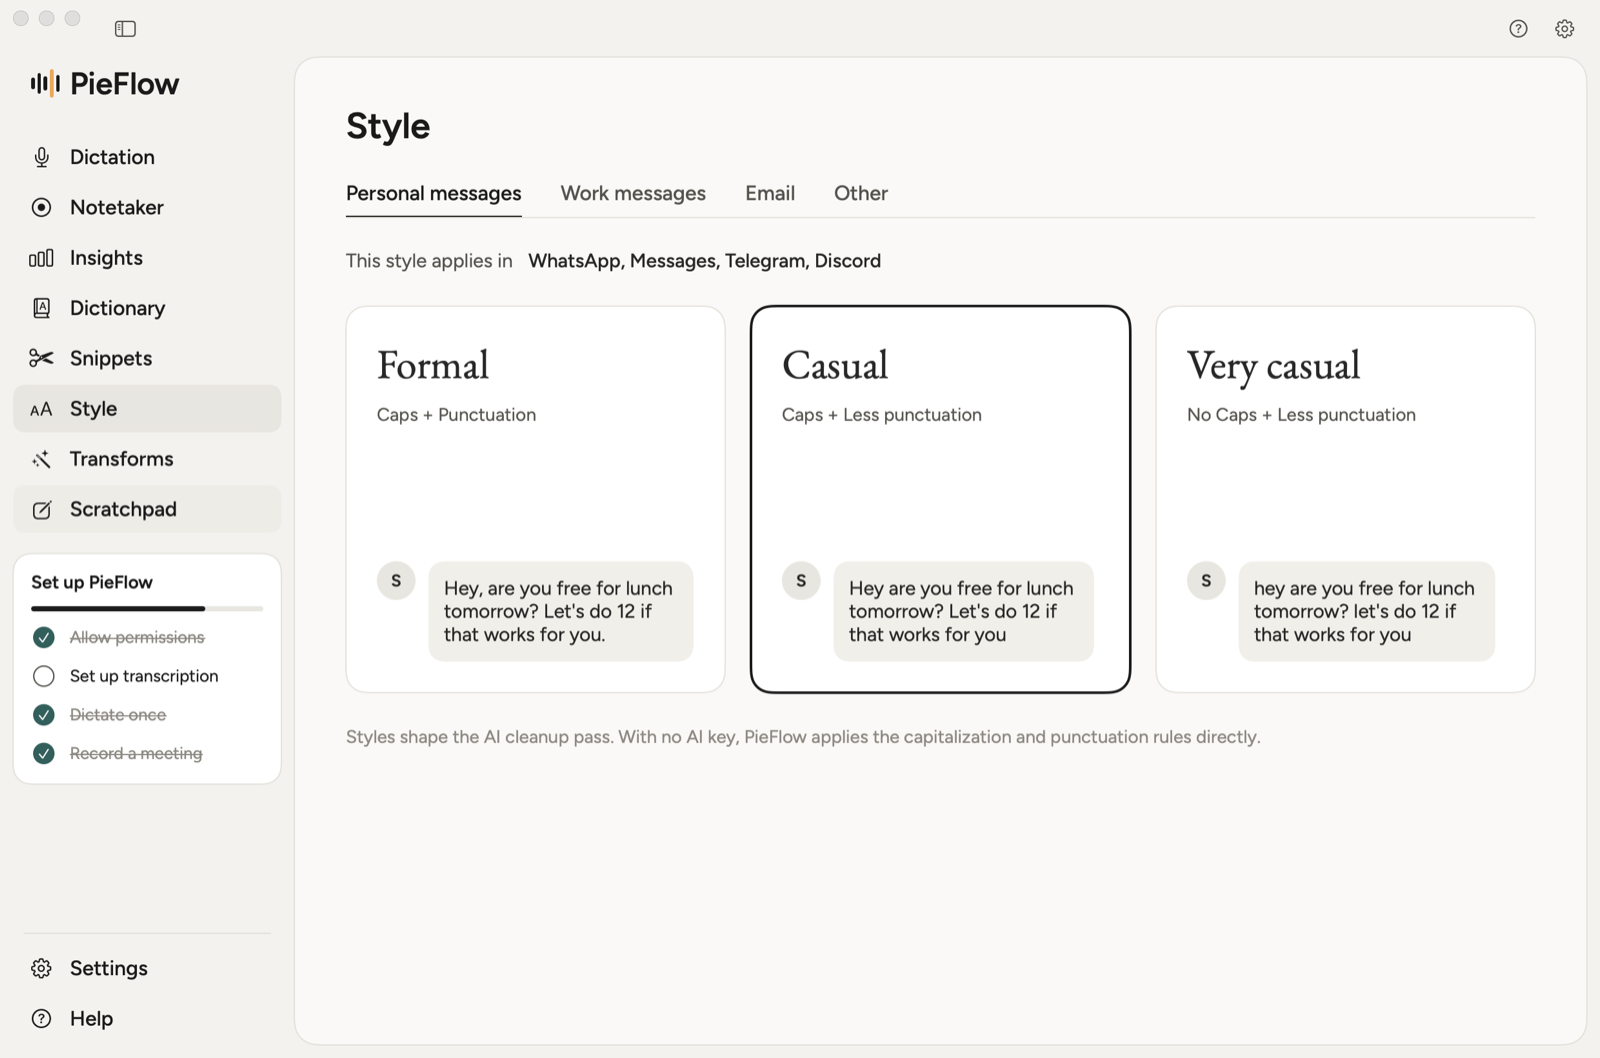 PieFlow
Dictation
Notetaker
Insights
Dictionary
Snippets
Style
Transforms
Scratchpad
Set up PieFlow
Allow permissions
Set up transcription
Dictate once
Record a meeting
Settings
Help
Style
Personal messages
Work messages
Email
Other
This style applies in WhatsApp, Messages, Telegram, Discord
Formal
Caps + Punctuation
S
Hey, are you free for lunch
tomorrow? Let's do 12 if
that works for you.
Casual
Caps + Less punctuation
S
Hey are you free for lunch
tomorrow? Let's do 12 if
that works for you
Very casual
No Caps + Less punctuation
S
hey are you free for lunch
tomorrow? let's do 12 if
that works for you
Styles shape the AI cleanup pass. With no AI key, PieFlow applies the capitalization and punctuation rules directly.